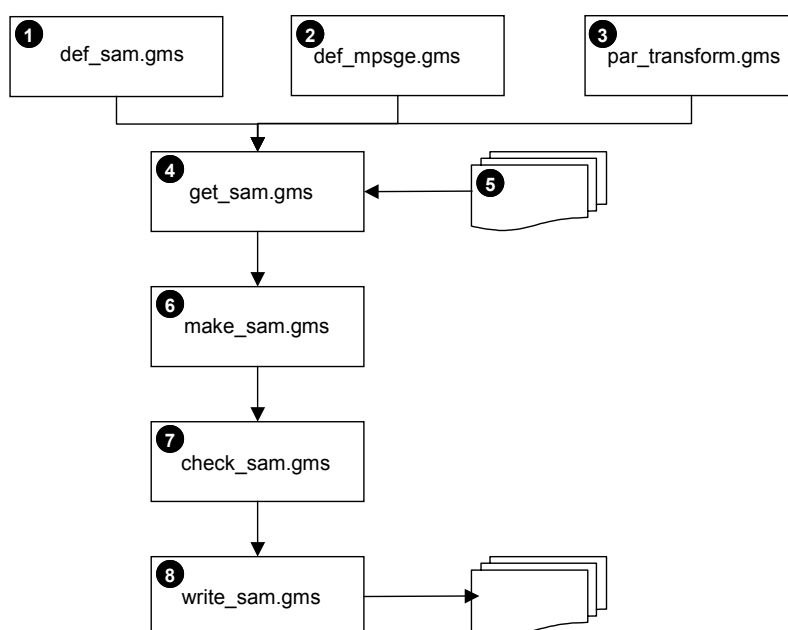 1
def_sam.gms
2
def_mpsge.gms
3
par_transform.gms
4
get_sam.gms
5
6
make_sam.gms
7
check_sam.gms
8
write_sam.gms